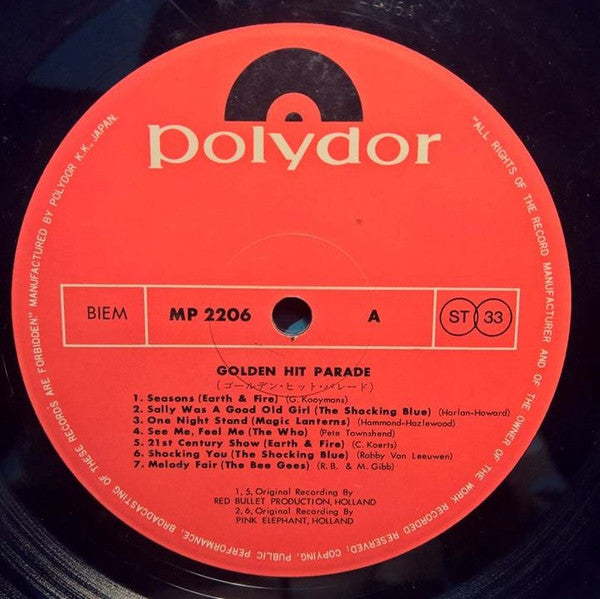 polydor
BIEM
MP 2206
A
ST 33
GOLDEN HIT PARADE
(ゴールデン・ヒット・パレード)
1. Seasons (Earth & Fire) (G. Kooymans)
2. Sally Was A Good Old Girl (The Shocking Blue) (Harlan-Howard)
3. One Night Stand (Magic Lanterns) (Hammond-Hozlewood)
4. See Me, Feel Me (The Who) (Pete Townshend)
5. 21st Century Show (Earth & Fire) (C. Koerts)
6. Shocking You (The Shocking Blue) (Robby Van Leeuwen)
7. Melody Fair (The Bee Gees) (R.B. & M. Gibb)
1, 5, Original Recording By
RED BULLET PRODUCTION, HOLLAND
2, 6, Original Recording By
PINK ELEPHANT, HOLLAND
"ALL RIGHTS OF THE RECORD MANUFACTURER AND OF THE OWNER OF THE WORK RECORDED RESERVED. COPYING, PUBLIC PERFORMANCE, BROADCASTING OF THESE RECORDS ARE FORBIDDEN" MANUFACTURED BY POLYDOR K.K., JAPAN.